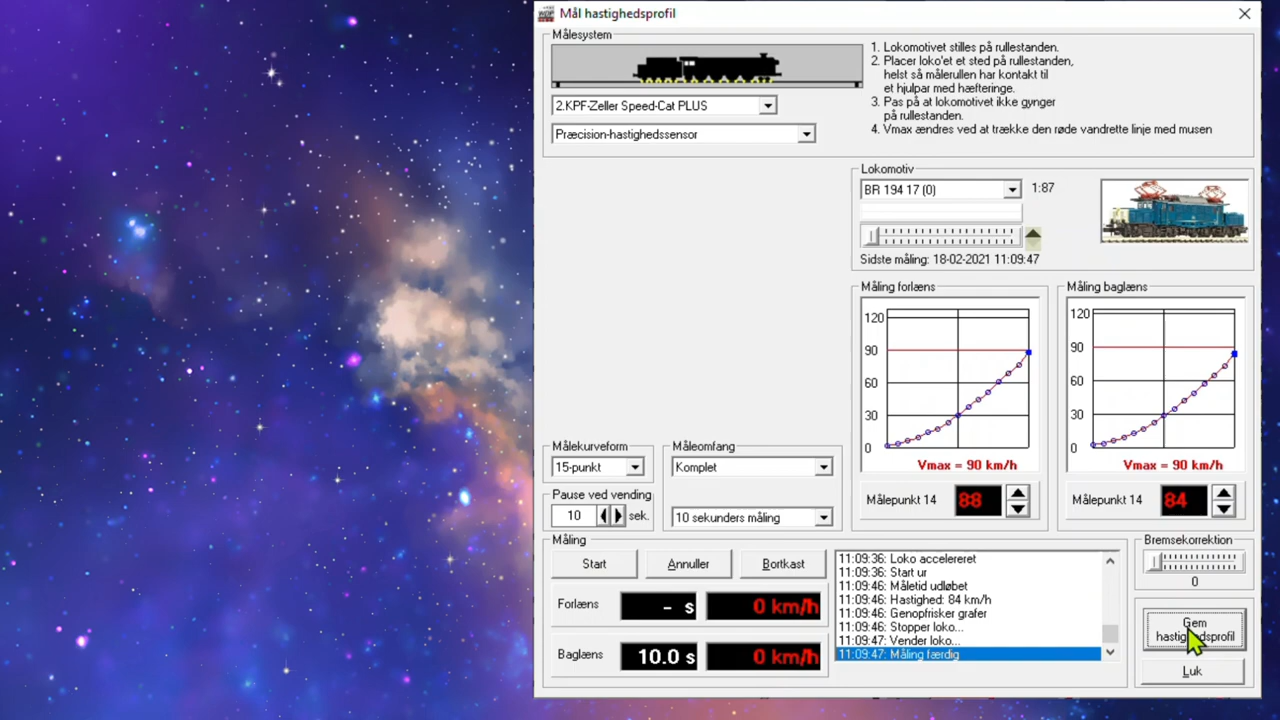 Mål hastighedsprofil
Målesystem
2.KPF-Zeller Speed-Cat PLUS
Præcision-hastighedssensor
1. Lokomotivet stilles på rullestanden.
2. Placer loko'et et sted på rullestanden,
helst så målerullen har kontakt til
et hjulpar med hæfteringe.
3. Pas på at lokomotivet ikke gynger
på rullestanden.
4. Vmax ændres ved at trække den røde vandrette linje med musen
Lokomotiv
BR 194 17 (0)
1:87
Sidste måling: 18-02-2021 11:09:47
Måling forlæns
120
90
60
30
0
Vmax = 90 km/h
Målepunkt 14
88
Måling baglæns
120
90
60
30
0
Vmax = 90 km/h
Målepunkt 14
84
Målekurveform
15-punkt
Pause ved vending
10
sek.
Måleomfang
Komplet
10 sekunders måling
Måling
Start
Annuller
Bortkast
Forlæns
- s
0 km/h
Baglæns
10.0 s
0 km/h
11:09:36: Loko accelereret
11:09:36: Start ur
11:09:46: Måletid udløbet
11:09:46: Hastighed: 84 km/h
11:09:46: Genopfrisker grafer
11:09:46: Stopper loko...
11:09:47: Vender loko...
11:09:47: Måling færdig
Bremsekorrektion
0
Gem
hastighedsprofil
Luk